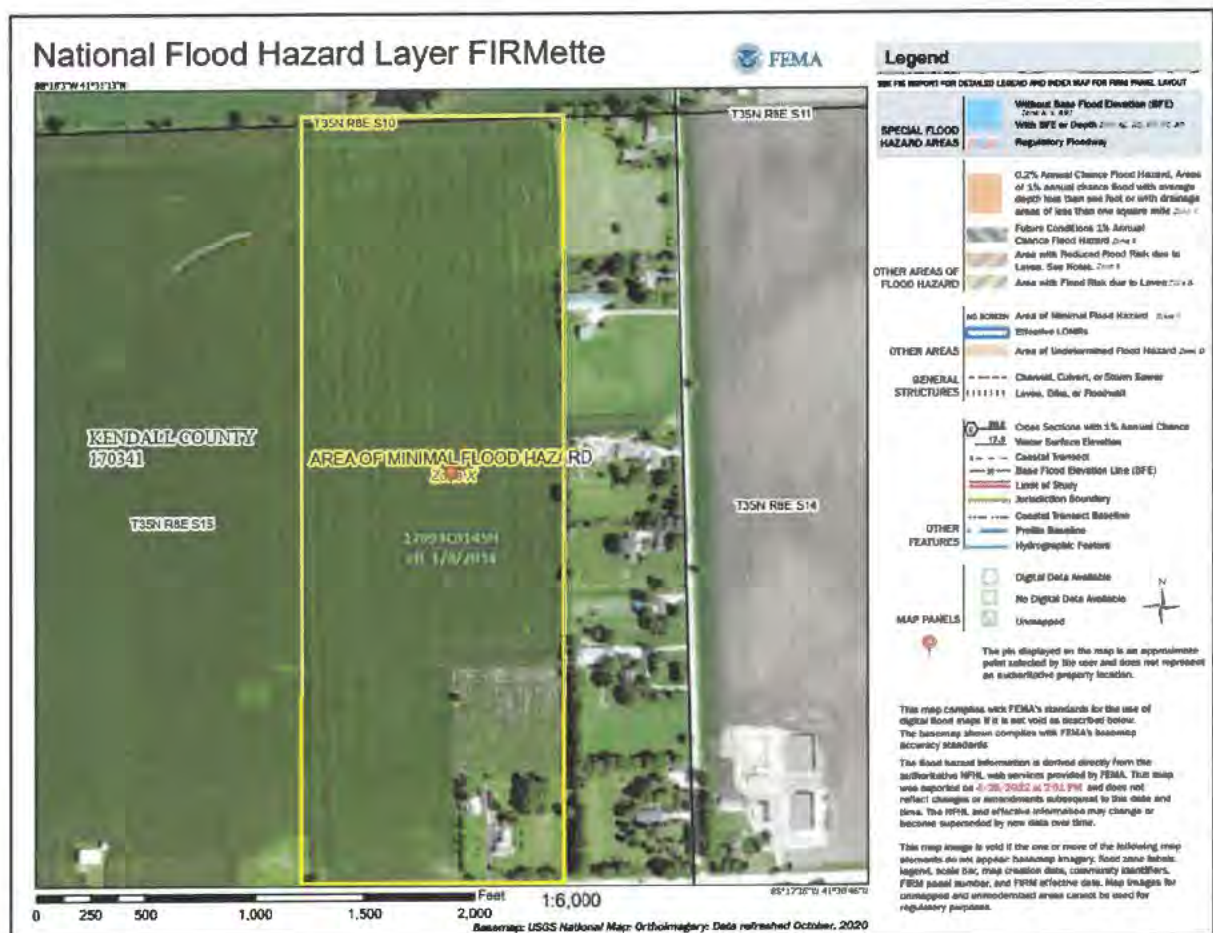 National Flood Hazard Layer FIRMette
FEMA
Legend
SEE FIS REPORT FOR DETAILED LEGEND AND INDEX MAP FOR FIRM PANEL LAYOUT
T35N R8E S10
T35N R8E S11
KENDALL COUNTY
170341
AREA OF MINIMAL FLOOD HAZARD
T35N R8E S15
T35N R8E S14
0 250 500 1,000 1,500 2,000
Feet
1:6,000
Basemap: USGS National Map: Orthoimagery: Data refreshed October, 2020
SPECIAL FLOOD
HAZARD AREAS
Without Base Flood Elevation (BFE)
With BFE or Depth
Regulatory Floodway
0.2% Annual Chance Flood Hazard, Areas
of 1% annual chance flood with average
depth less than one foot or with drainage
areas of less than one square mile
Future Conditions 1% Annual
Chance Flood Hazard
Area with Reduced Flood Risk due to
Levee. See Notes.
Area with Flood Risk due to Levee
OTHER AREAS OF
FLOOD HAZARD
NO SCREEN Area of Minimal Flood Hazard
Effective LOMRs
OTHER AREAS
Area of Undetermined Flood Hazard Zone D
GENERAL
STRUCTURES
Channel, Culvert, or Storm Sewer
Levee, Dike, or Floodwall
Cross Sections with 1% Annual Chance
17.5 Water Surface Elevation
Coastal Transect
Base Flood Elevation Line (BFE)
Limit of Study
Jurisdiction Boundary
Coastal Transect Baseline
OTHER
FEATURES
Profile Baseline
Hydrographic Feature
Digital Data Available
No Digital Data Available
Unmapped
MAP PANELS
N
The pin displayed on the map is an approximate
point selected by the user and does not represent
an authoritative property location.
This map complies with FEMA's standards for the use of
digital flood maps if it is not void as described below.
The basemap shown complies with FEMA's basemap
accuracy standards
The flood hazard information is derived directly from the
authoritative NFHL web services provided by FEMA. This map
was exported on and does not
reflect changes or amendments subsequent to this date and
time. The NFHL and effective information may change or
become superseded by new data over time.
This map image is void if the one or more of the following map
elements do not appear: basemap imagery, flood zone labels,
legend, scale bar, map creation date, community identifiers,
FIRM panel number, and FIRM effective date. Map images for
unmapped and unmodernized areas cannot be used for
regulatory purposes.